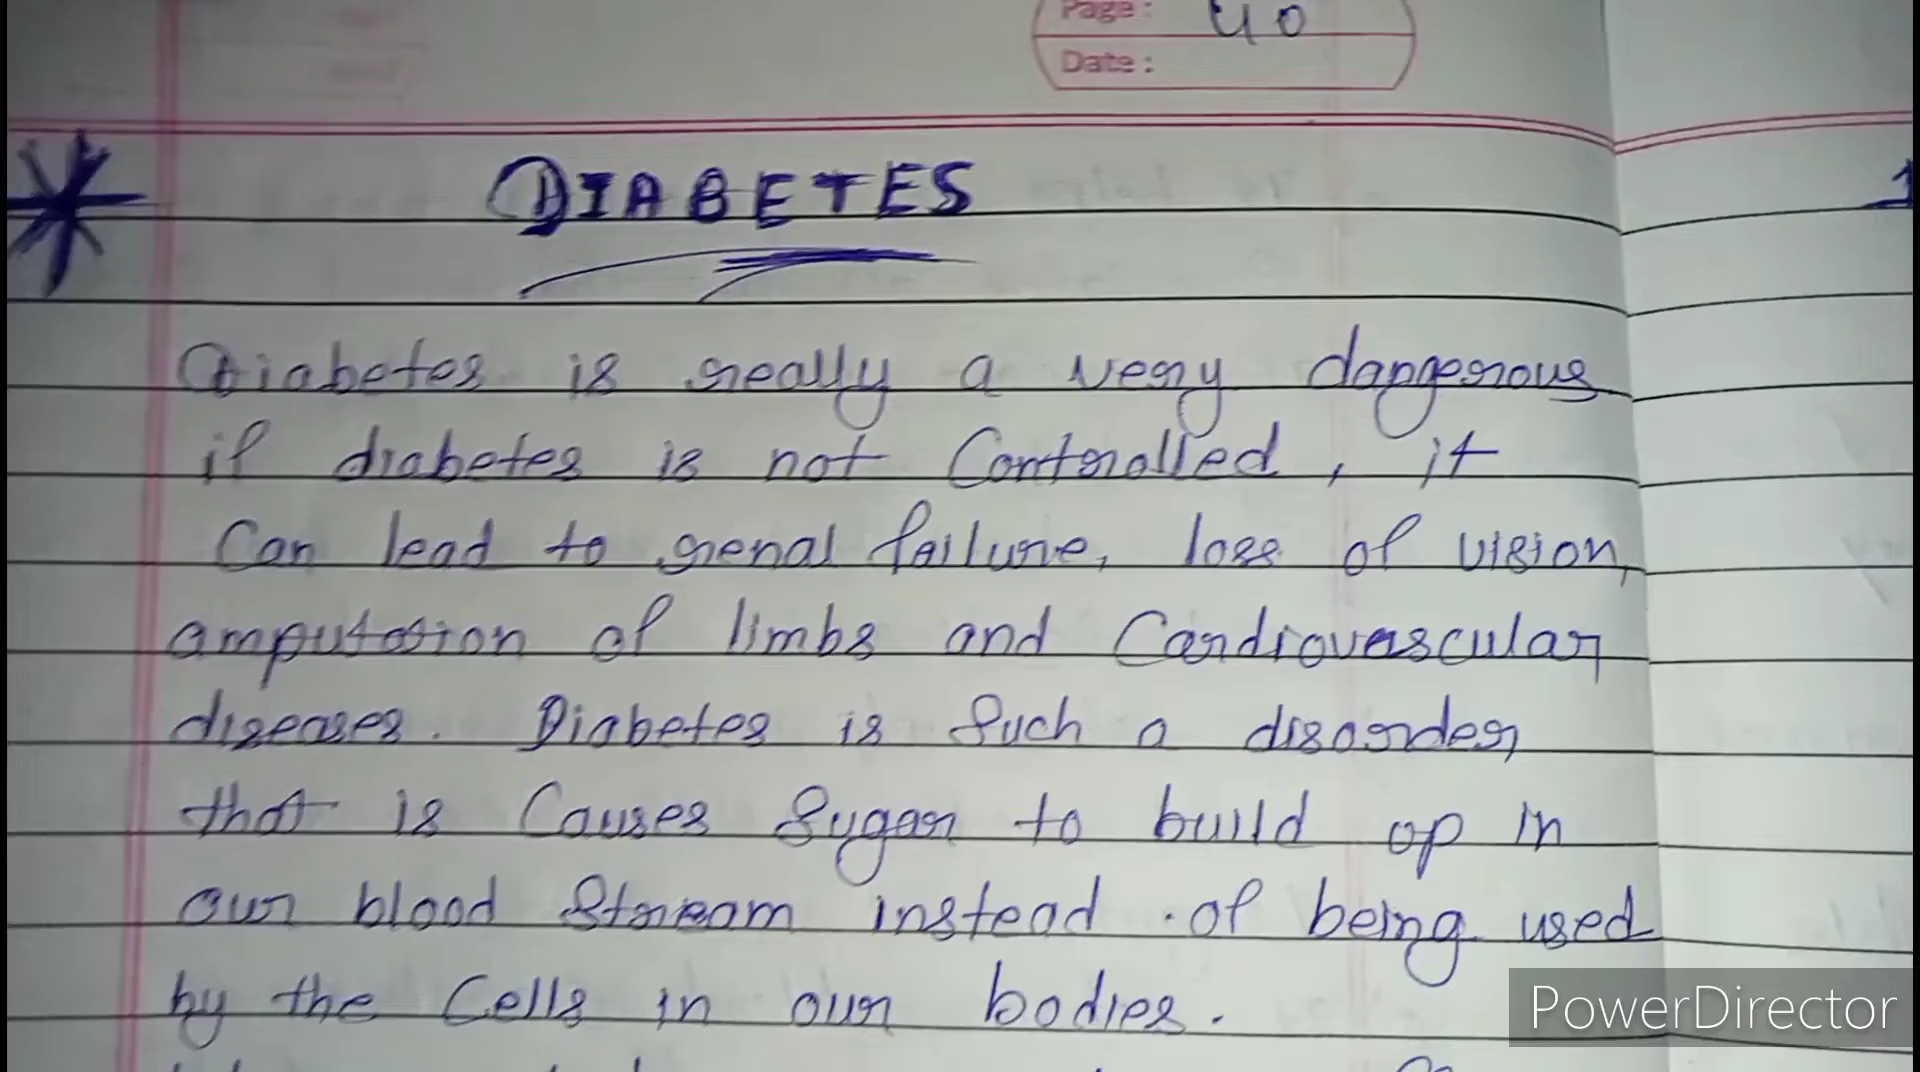 Page: 40
Date:
DIABETES
1
Diabetes is really a very dangerous
if diabetes is not Controlled, it
Can lead to renal failure, loss of vision,
amputation of limbs and Cardiovascular
diseases. Diabetes is Such a disorder
that is Causes Sugar to build up in
our blood Stream instead of being used
by the Cells in our bodies.
PowerDirector